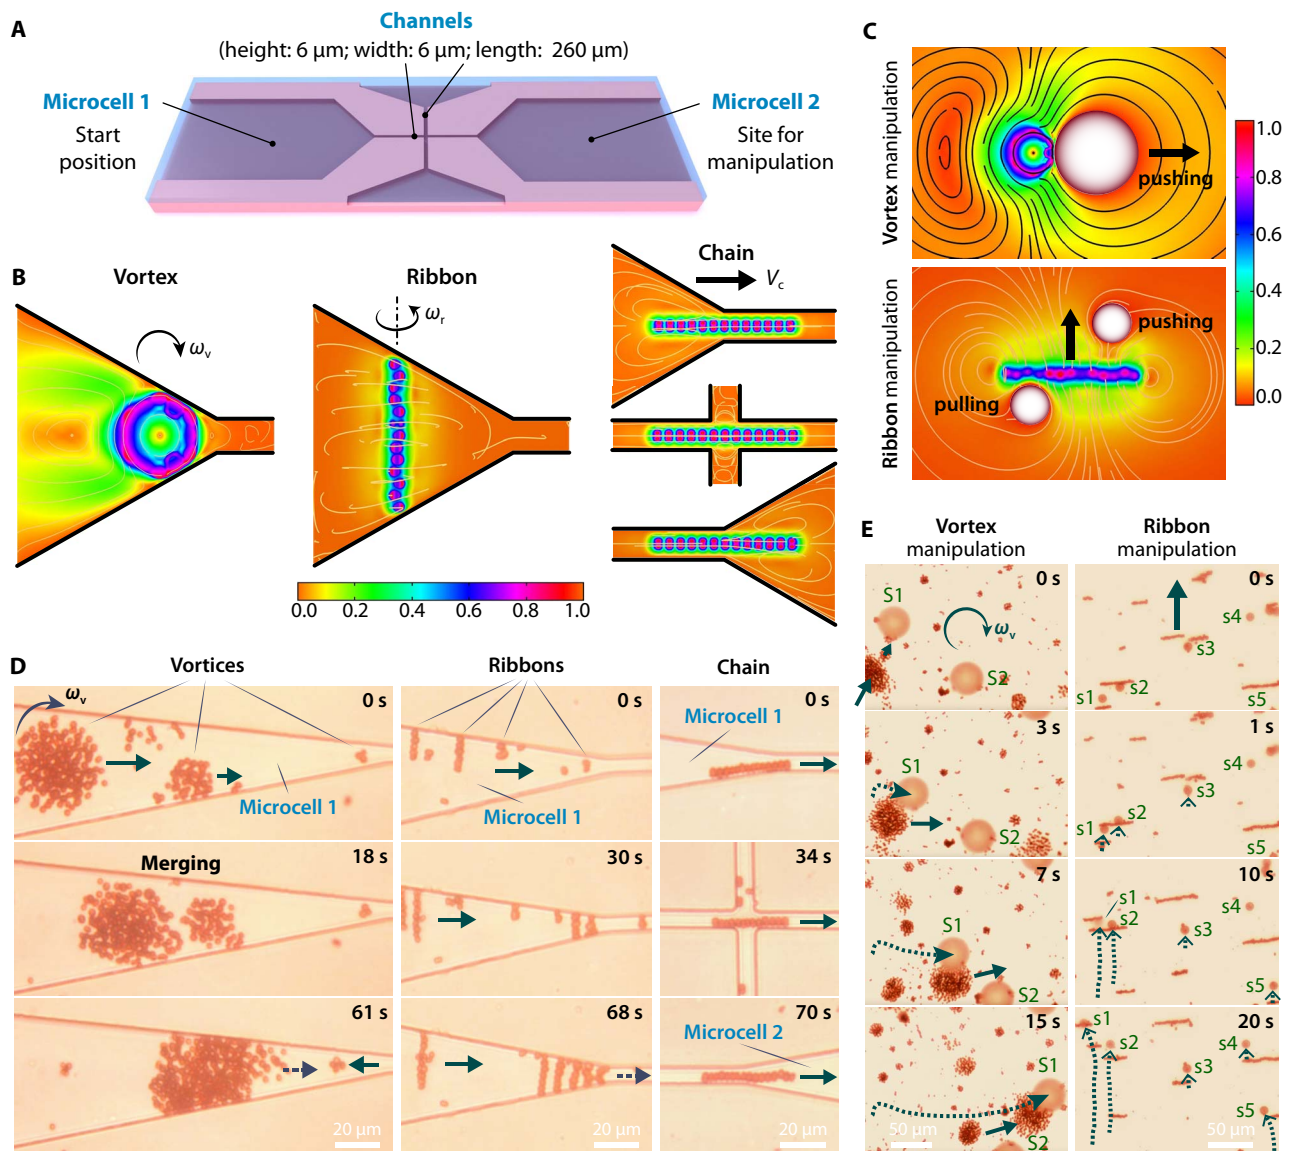 A
Channels
(height: 6 µm; width: 6 µm; length: 260 µm)
Microcell 1
Start
position
Microcell 2
Site for
manipulation
B
Vortex
ωv
Ribbon
ωr
Chain
Vc
0.0 0.2 0.4 0.6 0.8 1.0
C
Vortex manipulation
pushing
Ribbon manipulation
pushing
pulling
1.0
0.8
0.6
0.4
0.2
0.0
D
Vortices
Ribbons
Chain
ωv
0 s
Microcell 1
Merging
18 s
61 s
20 µm
0 s
Microcell 1
30 s
68 s
20 µm
0 s
Microcell 1
34 s
70 s
Microcell 2
20 µm
E
Vortex
manipulation
Ribbon
manipulation
0 s
S1
ωv
S2
3 s
S1
S2
7 s
S1
S2
15 s
S1
S2
50 µm
0 s
s4
s3
s1 s2
s5
1 s
s4
s3
s2
s1
s5
10 s
s1
s2
s4
s3
s5
20 s
s1
s2
s4
s3
s5
50 µm